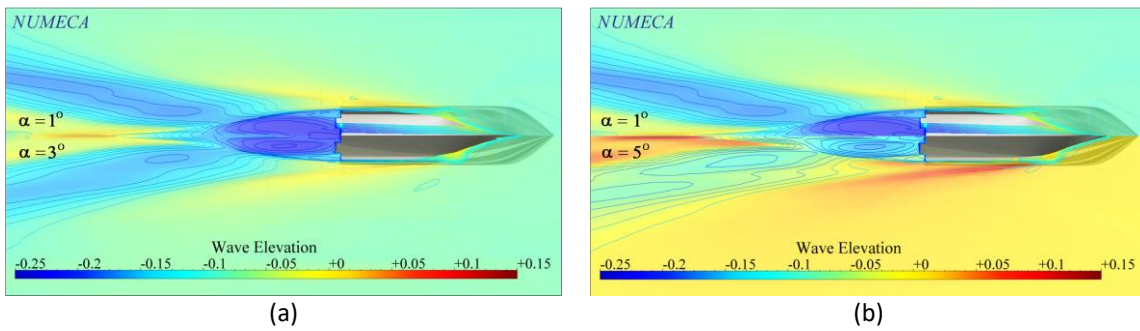 NUMECA
α = 1°
α = 3°
Wave Elevation
-0.25 -0.2 -0.15 -0.1 -0.05 +0 +0.05 +0.1 +0.15
(a)
NUMECA
α = 1°
α = 5°
Wave Elevation
-0.25 -0.2 -0.15 -0.1 -0.05 +0 +0.05 +0.1 +0.15
(b)